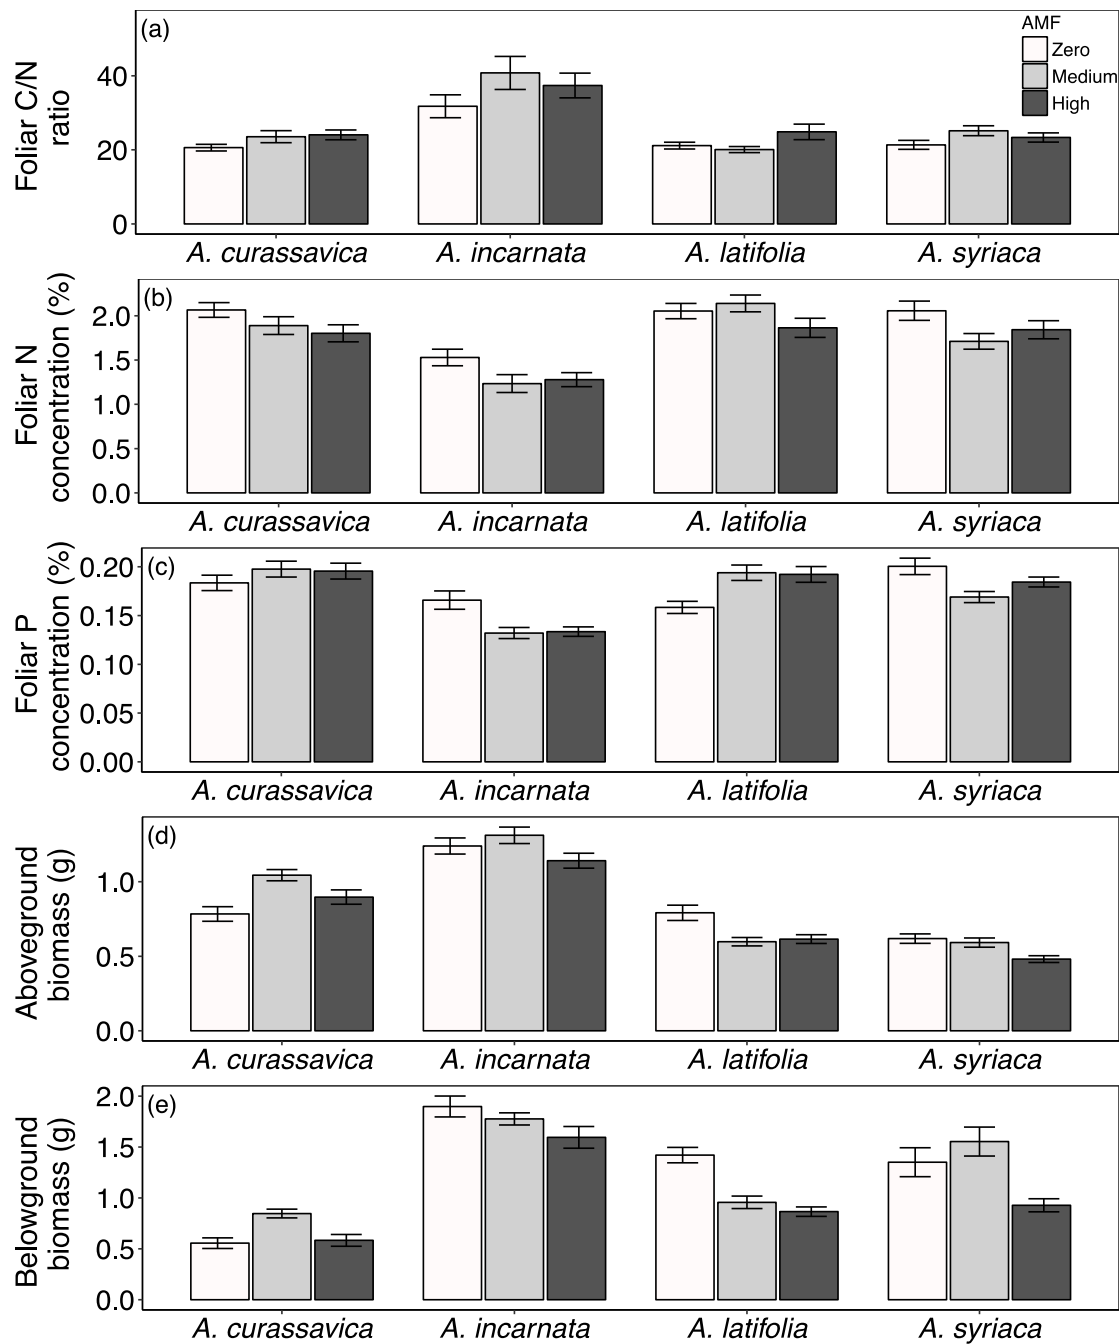 (a)
AMF
Zero
Medium
High
Foliar C/N
ratio
40
20
0
A. curassavica A. incarnata A. latifolia A. syriaca
(b)
Foliar N
concentration (%)
2.0
1.5
1.0
0.5
0.0
A. curassavica A. incarnata A. latifolia A. syriaca
(c)
Foliar P
concentration (%)
0.20
0.15
0.10
0.05
0.00
A. curassavica A. incarnata A. latifolia A. syriaca
(d)
Aboveground
biomass (g)
1.0
0.5
0.0
A. curassavica A. incarnata A. latifolia A. syriaca
(e)
Belowground
biomass (g)
2.0
1.5
1.0
0.5
0.0
A. curassavica A. incarnata A. latifolia A. syriaca